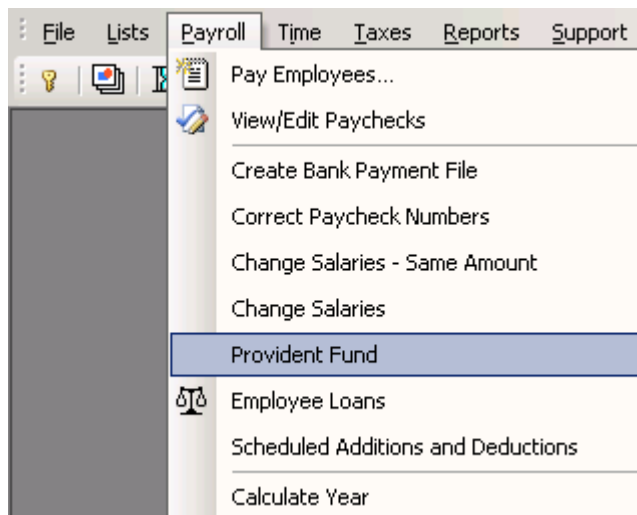 File Lists Payroll Time Taxes Reports Support
Pay Employees...
View/Edit Paychecks
Create Bank Payment File
Correct Paycheck Numbers
Change Salaries - Same Amount
Change Salaries
Provident Fund
Employee Loans
Scheduled Additions and Deductions
Calculate Year